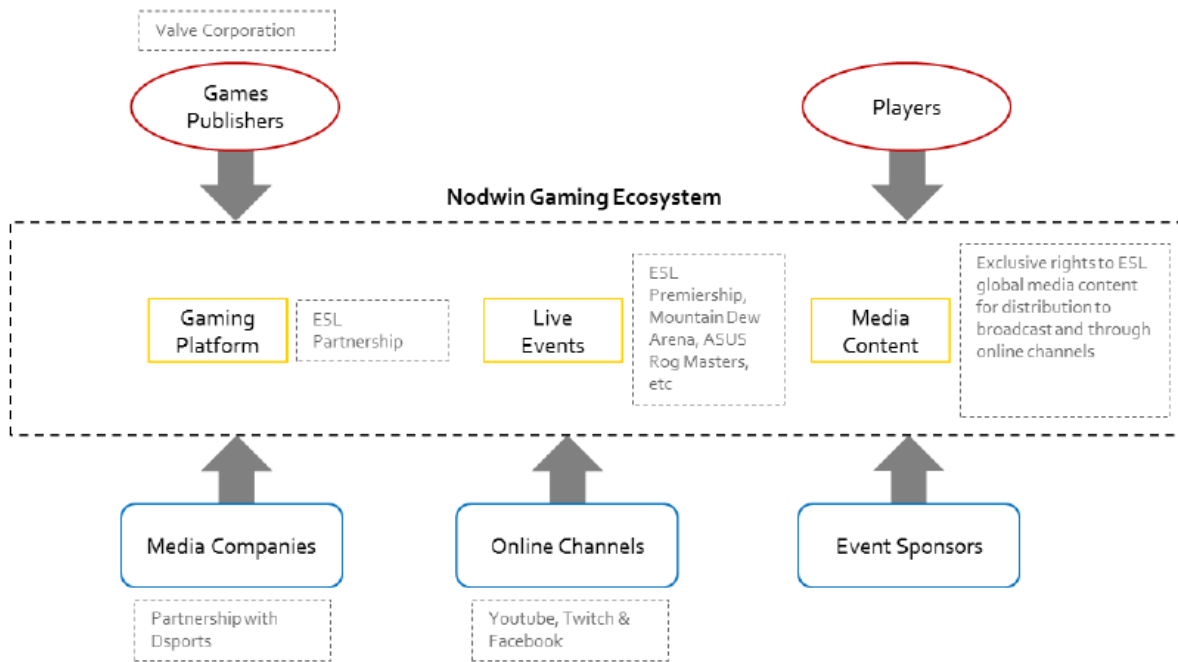 Valve Corporation
Games
Publishers
Players
Nodwin Gaming Ecosystem
Gaming
Platform
ESL
Partnership
Live
Events
ESL
Premiership,
Mountain Dew
Arena, ASUS
Rog Masters,
etc
Media
Content
Exclusive rights to ESL
global media content
for distribution to
broadcast and through
online channels
Media Companies
Online Channels
Event Sponsors
Partnership with
Dsports
Youtube, Twitch &
Facebook